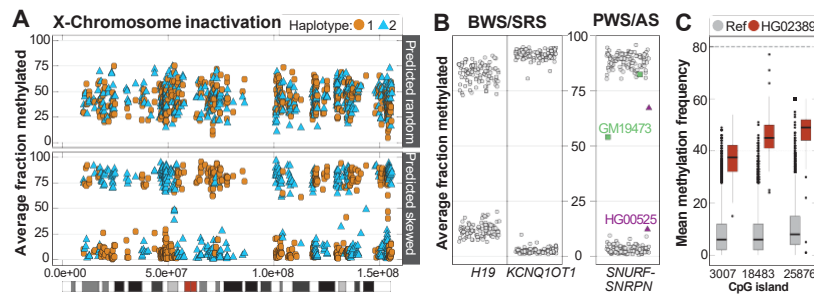 A
X-Chromosome inactivation
Haplotype: 1 2
Average fraction methylated
100
75
50
25
0
Predicted random
100
75
50
25
0
Predicted skewed
0.0e+00 5.0e+07 1.0e+08 1.5e+08
B
BWS/SRS PWS/AS
Average fraction methylated
100
75
50
25
0
GM19473
HG00525
H19 KCNQ1OT1 SNURF-
SNRPN
C
Ref HG02389
Mean methylation frequency
80
60
40
20
0
3007 18483 25876
CpG island